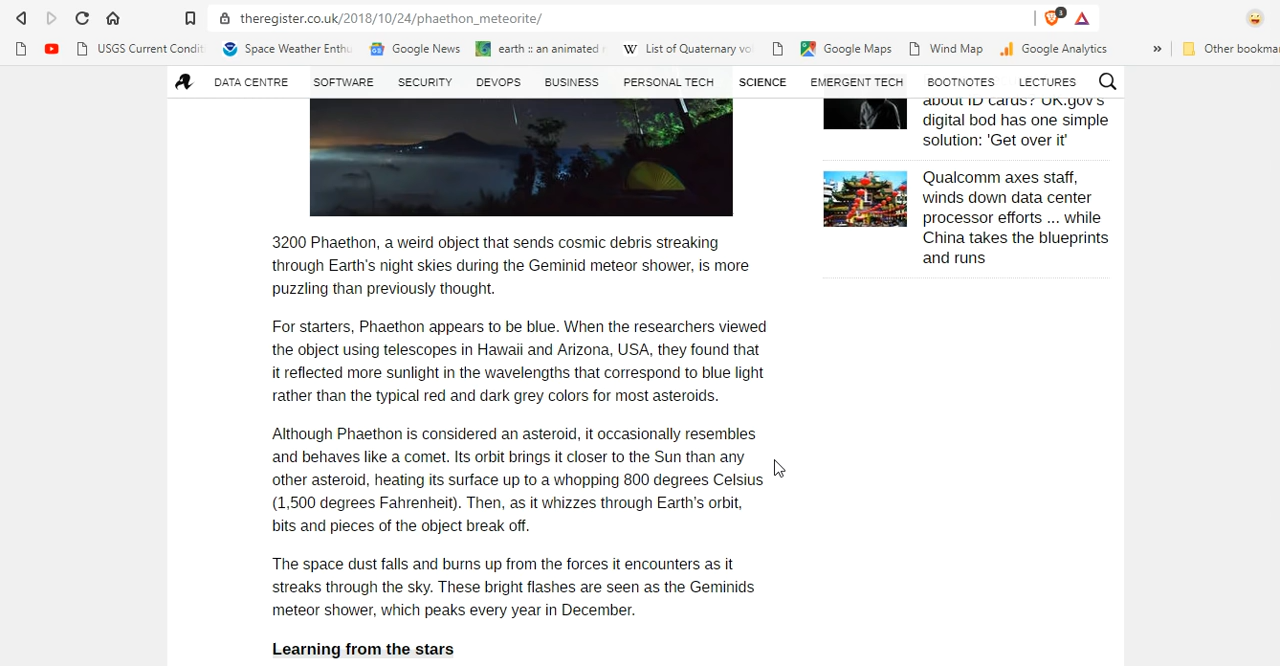 theregister.co.uk/2018/10/24/phaethon_meteorite/
1
USGS Current Condit
Space Weather Enthu
Google News
earth :: an animated
W List of Quaternary vo
Google Maps
Wind Map
Google Analytics
»
Other bookma
DATA CENTRE SOFTWARE SECURITY DEVOPS BUSINESS PERSONAL TECH SCIENCE EMERGENT TECH BOOTNOTES LECTURES
3200 Phaethon, a weird object that sends cosmic debris streaking
through Earth's night skies during the Geminid meteor shower, is more
puzzling than previously thought.
For starters, Phaethon appears to be blue. When the researchers viewed
the object using telescopes in Hawaii and Arizona, USA, they found that
it reflected more sunlight in the wavelengths that correspond to blue light
rather than the typical red and dark grey colors for most asteroids.
Although Phaethon is considered an asteroid, it occasionally resembles
and behaves like a comet. Its orbit brings it closer to the Sun than any
other asteroid, heating its surface up to a whopping 800 degrees Celsius
(1,500 degrees Fahrenheit). Then, as it whizzes through Earth's orbit,
bits and pieces of the object break off.
The space dust falls and burns up from the forces it encounters as it
streaks through the sky. These bright flashes are seen as the Geminids
meteor shower, which peaks every year in December.
Learning from the stars
about ID cards? UK.gov's
digital bod has one simple
solution: 'Get over it'
Qualcomm axes staff,
winds down data center
processor efforts ... while
China takes the blueprints
and runs